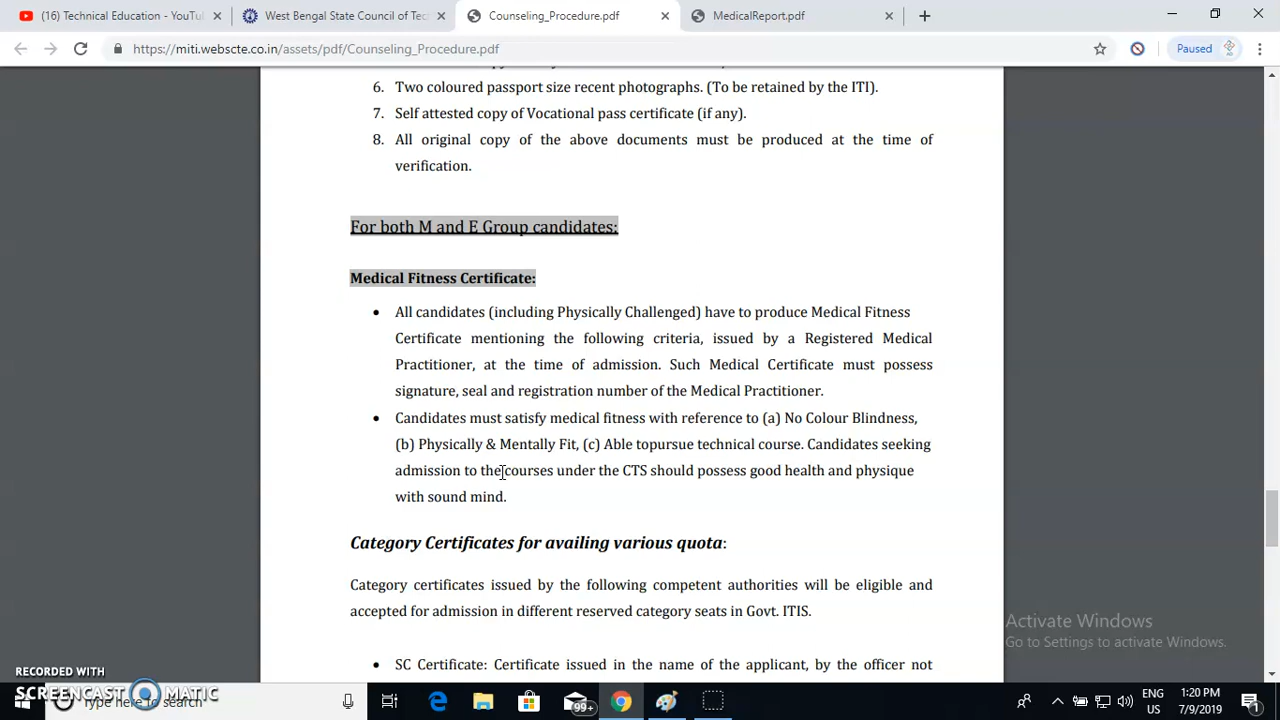 (16) Technical Education - YouTu
West Bengal State Council of Tec
Counseling_Procedure.pdf
MedicalReport.pdf
https://miti.webscte.co.in/assets/pdf/Counseling_Procedure.pdf
Paused
6. Two coloured passport size recent photographs. (To be retained by the ITI).
7. Self attested copy of Vocational pass certificate (if any).
8. All original copy of the above documents must be produced at the time of
verification.
For both M and E Group candidates:
Medical Fitness Certificate:
• All candidates (including Physically Challenged) have to produce Medical Fitness
Certificate mentioning the following criteria, issued by a Registered Medical
Practitioner, at the time of admission. Such Medical Certificate must possess
signature, seal and registration number of the Medical Practitioner.
• Candidates must satisfy medical fitness with reference to (a) No Colour Blindness,
(b) Physically & Mentally Fit, (c) Able topursue technical course. Candidates seeking
admission to the courses under the CTS should possess good health and physique
with sound mind.
Category Certificates for availing various quota:
Category certificates issued by the following competent authorities will be eligible and
accepted for admission in different reserved category seats in Govt. ITIS.
• SC Certificate: Certificate issued in the name of the applicant, by the officer not
Activate Windows
Go to Settings to activate Windows.
RECORDED WITH
SCREENCAST MATIC
Type here to search
99+
ENG
US
1:20 PM
7/9/2019
1